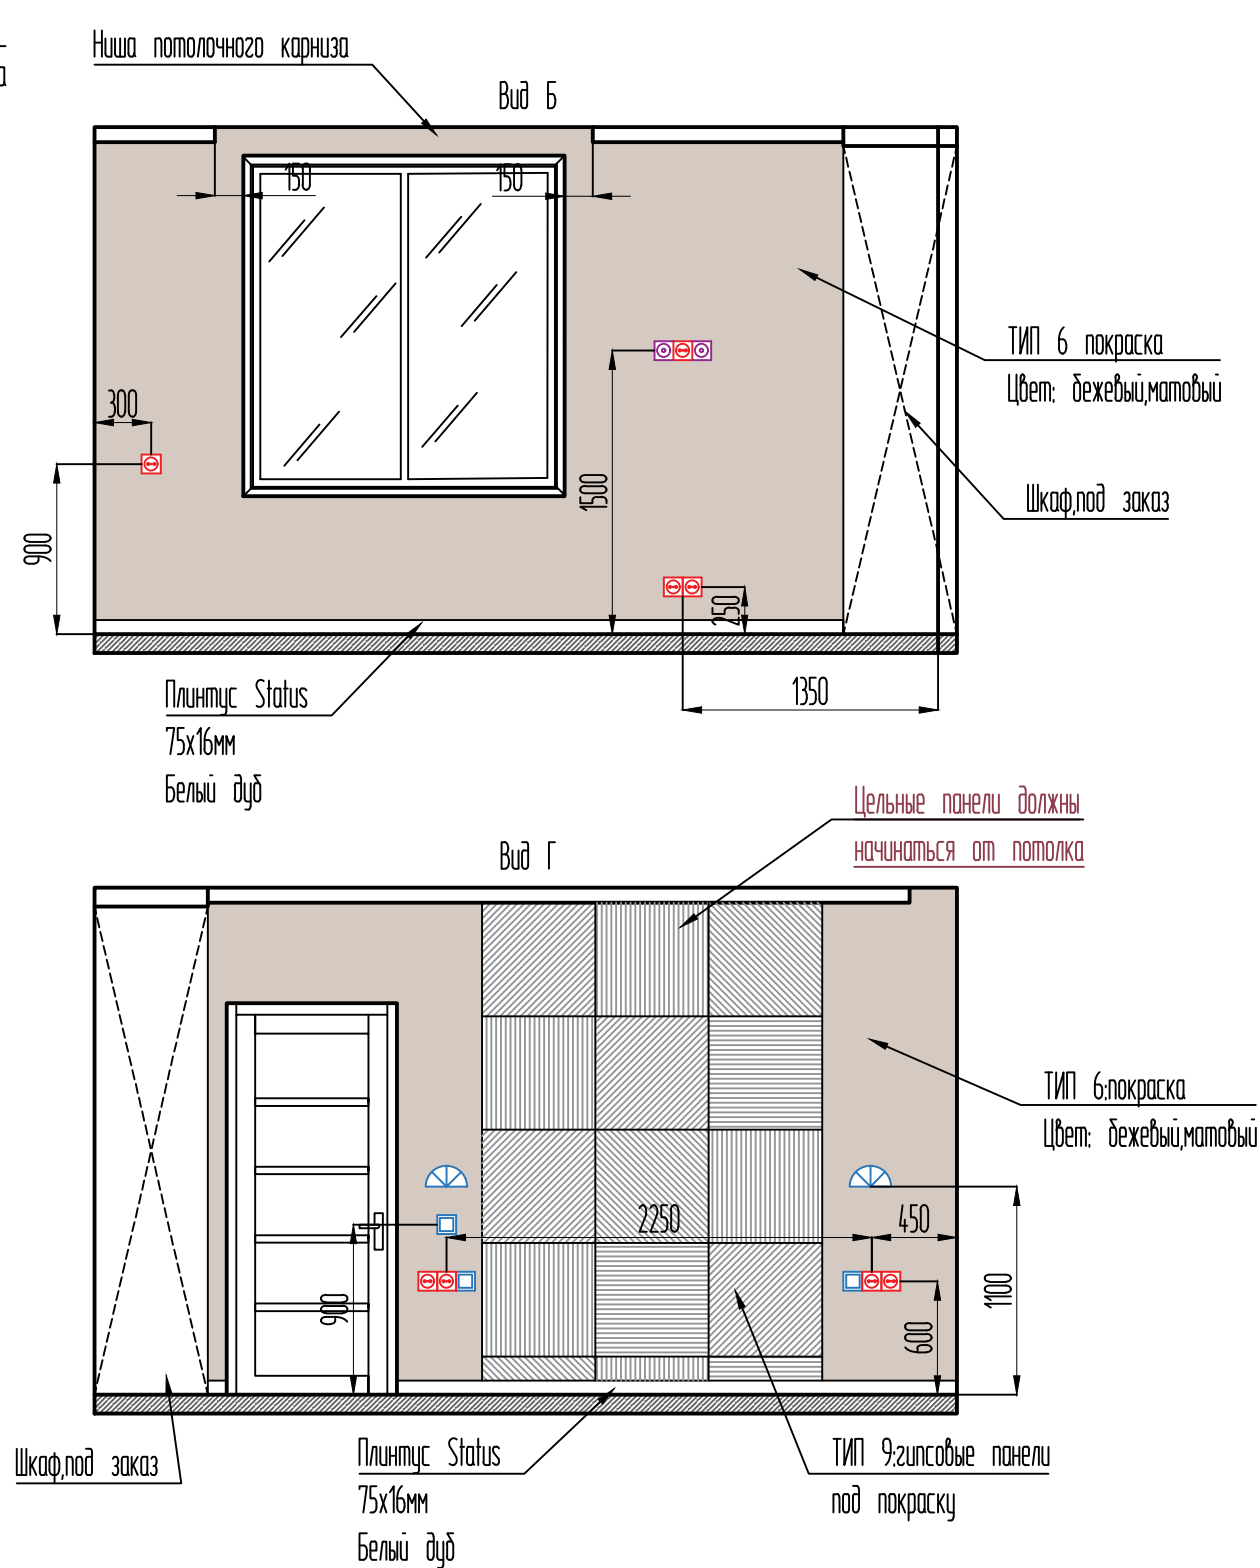 а
Ниша потолочного карниза
Вид Б
150
150
ТИП 6 покраска
Цвет: бежевый,матовый
300
Шкаф,под заказ
1500
900
250
Плинтус Status
75х16мм
Белый дуб
1350
Цельные панели должны
начинаться от потолка
Вид Г
ТИП 6:покраска
Цвет: бежевый,матовый
2250
450
900
1100
600
Шкаф,под заказ
Плинтус Status
75х16мм
Белый дуб
ТИП 9:гипсовые панели
под покраску